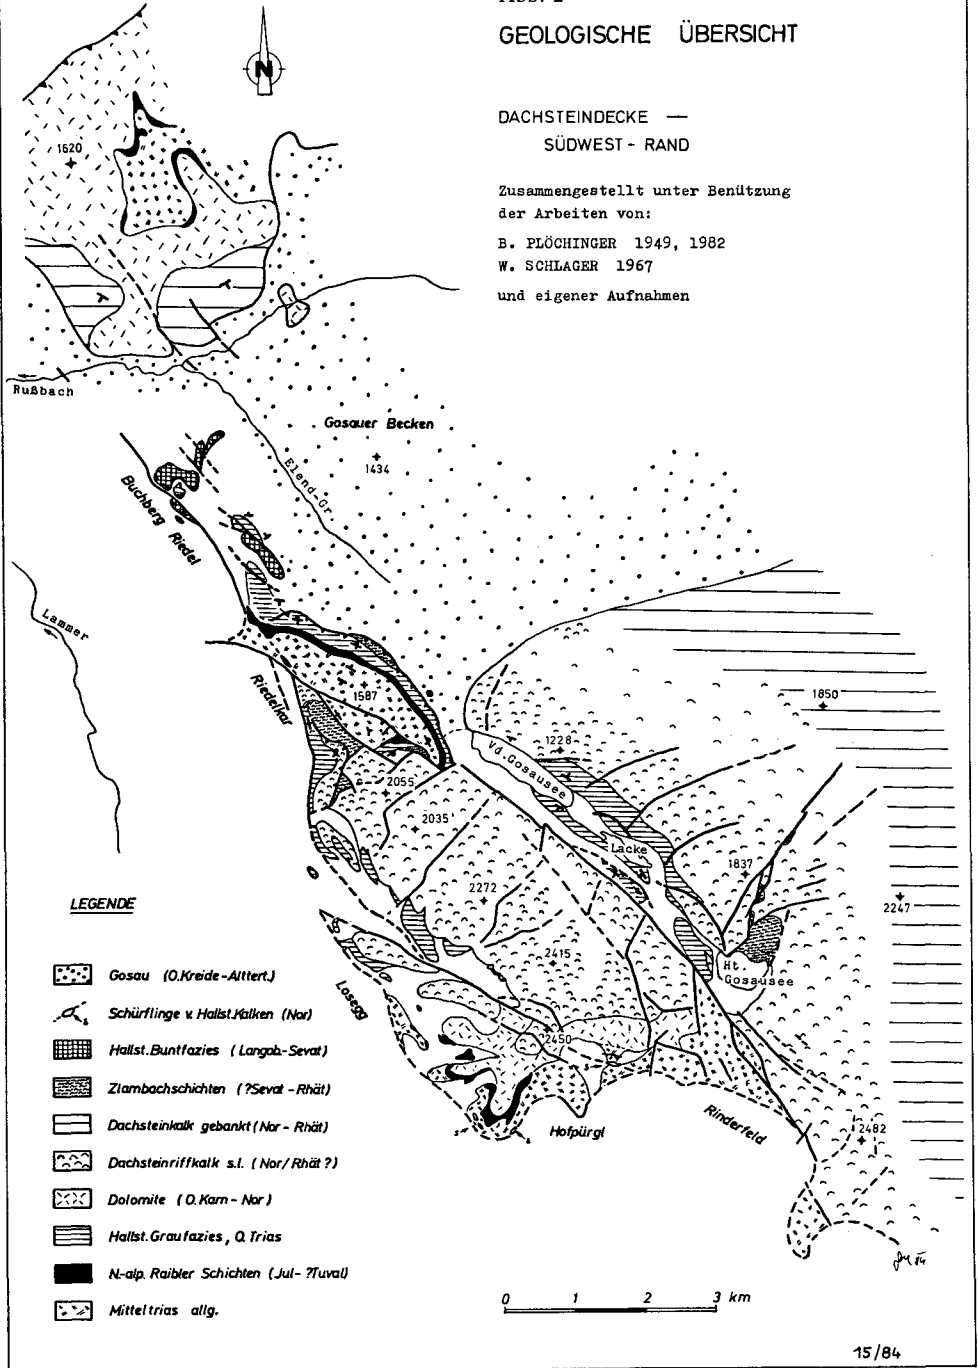 GEOLOGISCHE ÜBERSICHT
N
DACHSTEINDECKE —
SÜDWEST - RAND
1620
Zusammengestellt unter Benützung
der Arbeiten von:
B. PLÖCHINGER 1949, 1982
W. SCHLAGER 1967
und eigener Aufnahmen
Rußbach
Gosauer Becken
1434
Elend-Gr.
Buchberg Riedel
Lammer
Riedelkar
1587
1850
1228
Vd. Gosausee
2055
2035
Lacke
1837
2272
2247
2415
Ht.
Gosausee
Losegg
2450
Hofpürgl
Rinderfeld
2482
s
s
LEGENDE
Gosau (O.Kreide-Alttert.)
Schürflinge v. Hallst.Kalken (Nor)
Hallst.Buntfazies (Langob.-Sevat)
Zlambachschichten (?Sevat-Rhät)
Dachsteinkalk gebankt (Nor-Rhät)
Dachsteinriffkalk s.l. (Nor/Rhät ?)
Dolomite (O.Karn-Nor)
Hallst.Graufazies, O.Trias
N.-alp. Raibler Schichten (Jul-?Tuval)
Mitteltrias allg.
0 1 2 3 km
15/84